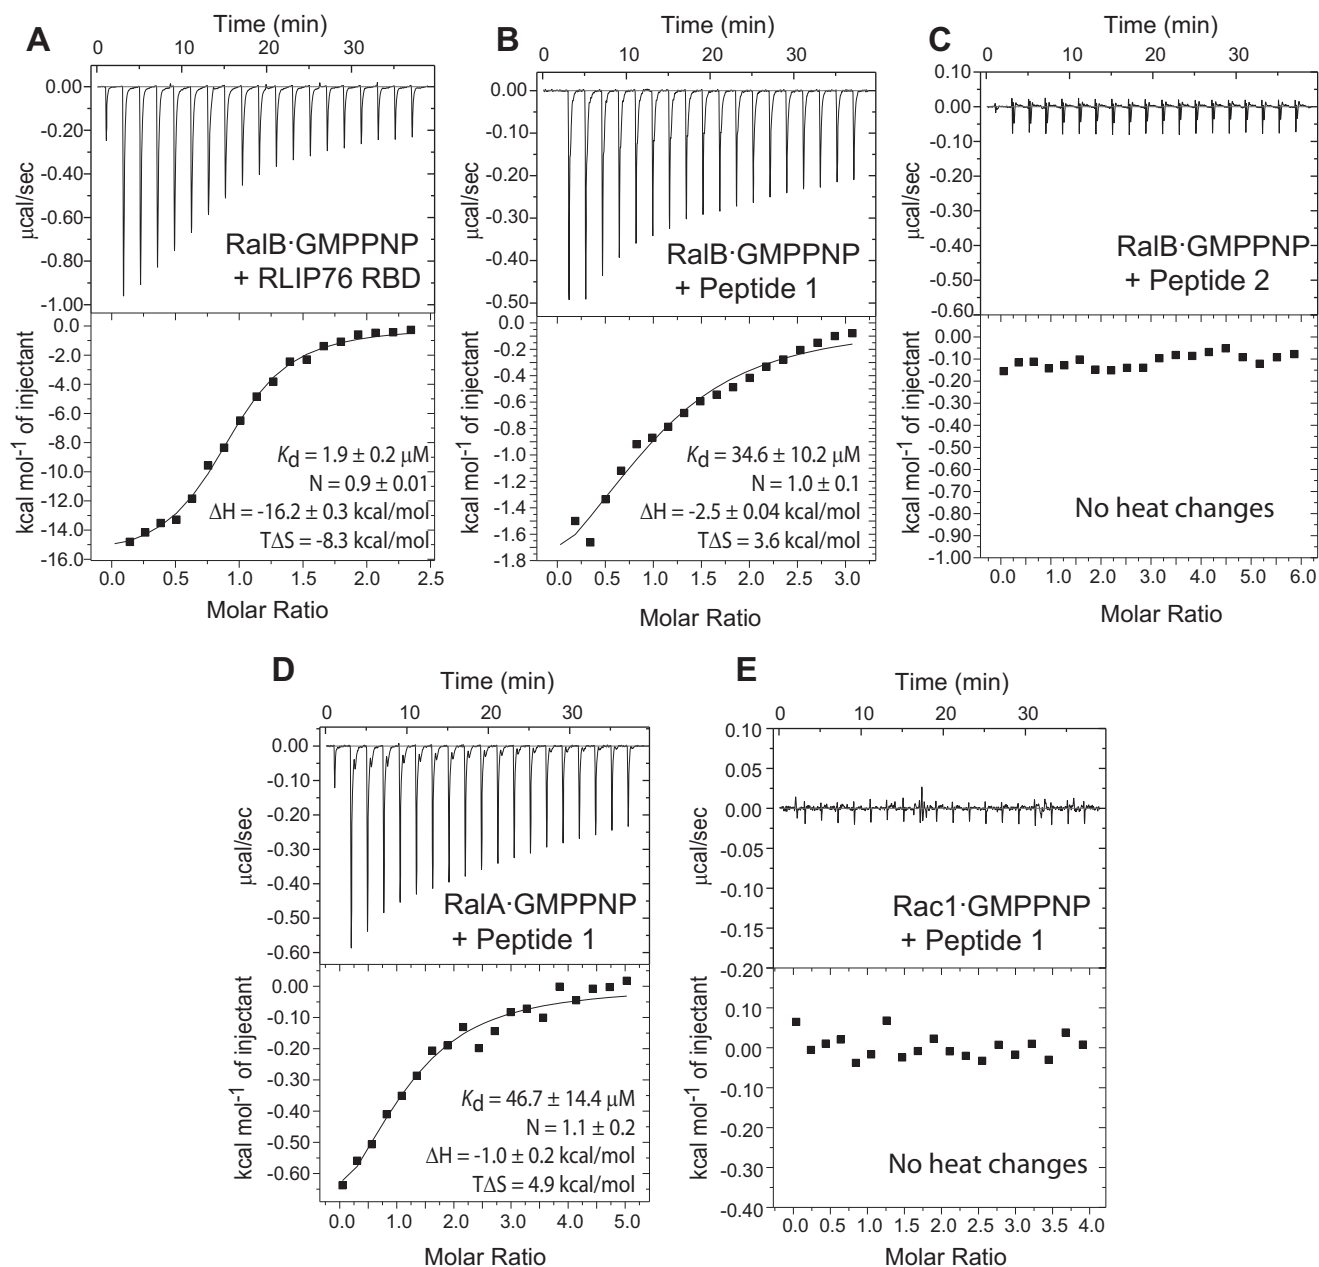 A
Time (min)
0 10 20 30
0.00
-0.20
-0.40
-0.60
-0.80
-1.00
µcal/sec
RalB·GMPPNP
+ RLIP76 RBD
0.0
-2.0
-4.0
-6.0
-8.0
-10.0
-12.0
-14.0
-16.0
kcal mol⁻¹ of injectant
Kd = 1.9 ± 0.2 µM
N = 0.9 ± 0.01
ΔH = -16.2 ± 0.3 kcal/mol
TΔS = -8.3 kcal/mol
0.0 0.5 1.0 1.5 2.0 2.5
Molar Ratio
B
Time (min)
0 10 20 30
0.00
-0.10
-0.20
-0.30
-0.40
-0.50
µcal/sec
RalB·GMPPNP
+ Peptide 1
0.0
-0.2
-0.4
-0.6
-0.8
-1.0
-1.2
-1.4
-1.6
-1.8
kcal mol⁻¹ of injectant
Kd = 34.6 ± 10.2 µM
N = 1.0 ± 0.1
ΔH = -2.5 ± 0.04 kcal/mol
TΔS = 3.6 kcal/mol
0.0 0.5 1.0 1.5 2.0 2.5 3.0
Molar Ratio
C
Time (min)
0 10 20 30
0.10
0.00
-0.10
-0.20
-0.30
-0.40
-0.50
-0.60
µcal/sec
RalB·GMPPNP
+ Peptide 2
0.00
-0.10
-0.20
-0.30
-0.40
-0.50
-0.60
-0.70
-0.80
-0.90
-1.00
kcal mol⁻¹ of injectant
No heat changes
0.0 1.0 2.0 3.0 4.0 5.0 6.0
Molar Ratio
D
Time (min)
0 10 20 30
0.00
-0.10
-0.20
-0.30
-0.40
-0.50
-0.60
µcal/sec
RalA·GMPPNP
+ Peptide 1
0.00
-0.10
-0.20
-0.30
-0.40
-0.50
-0.60
kcal mol⁻¹ of injectant
Kd = 46.7 ± 14.4 µM
N = 1.1 ± 0.2
ΔH = -1.0 ± 0.2 kcal/mol
TΔS = 4.9 kcal/mol
0.0 1.0 2.0 3.0 4.0 5.0
Molar Ratio
E
Time (min)
0 10 20 30
0.10
0.05
0.00
-0.05
-0.10
-0.15
-0.20
µcal/sec
Rac1·GMPPNP
+ Peptide 1
0.10
0.00
-0.10
-0.20
-0.30
-0.40
kcal mol⁻¹ of injectant
No heat changes
0.0 0.5 1.0 1.5 2.0 2.5 3.0 3.5 4.0
Molar Ratio